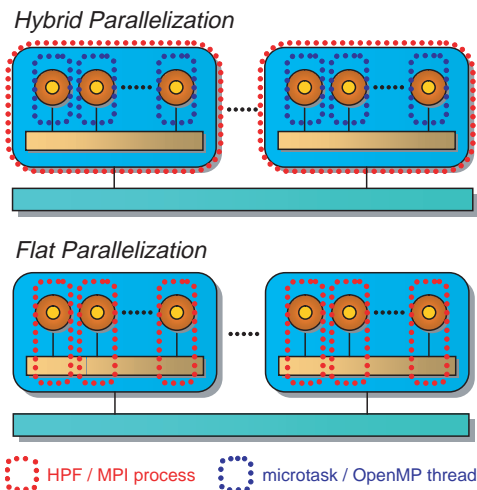 Hybrid Parallelization
Flat Parallelization
HPF / MPI process
microtask / OpenMP thread